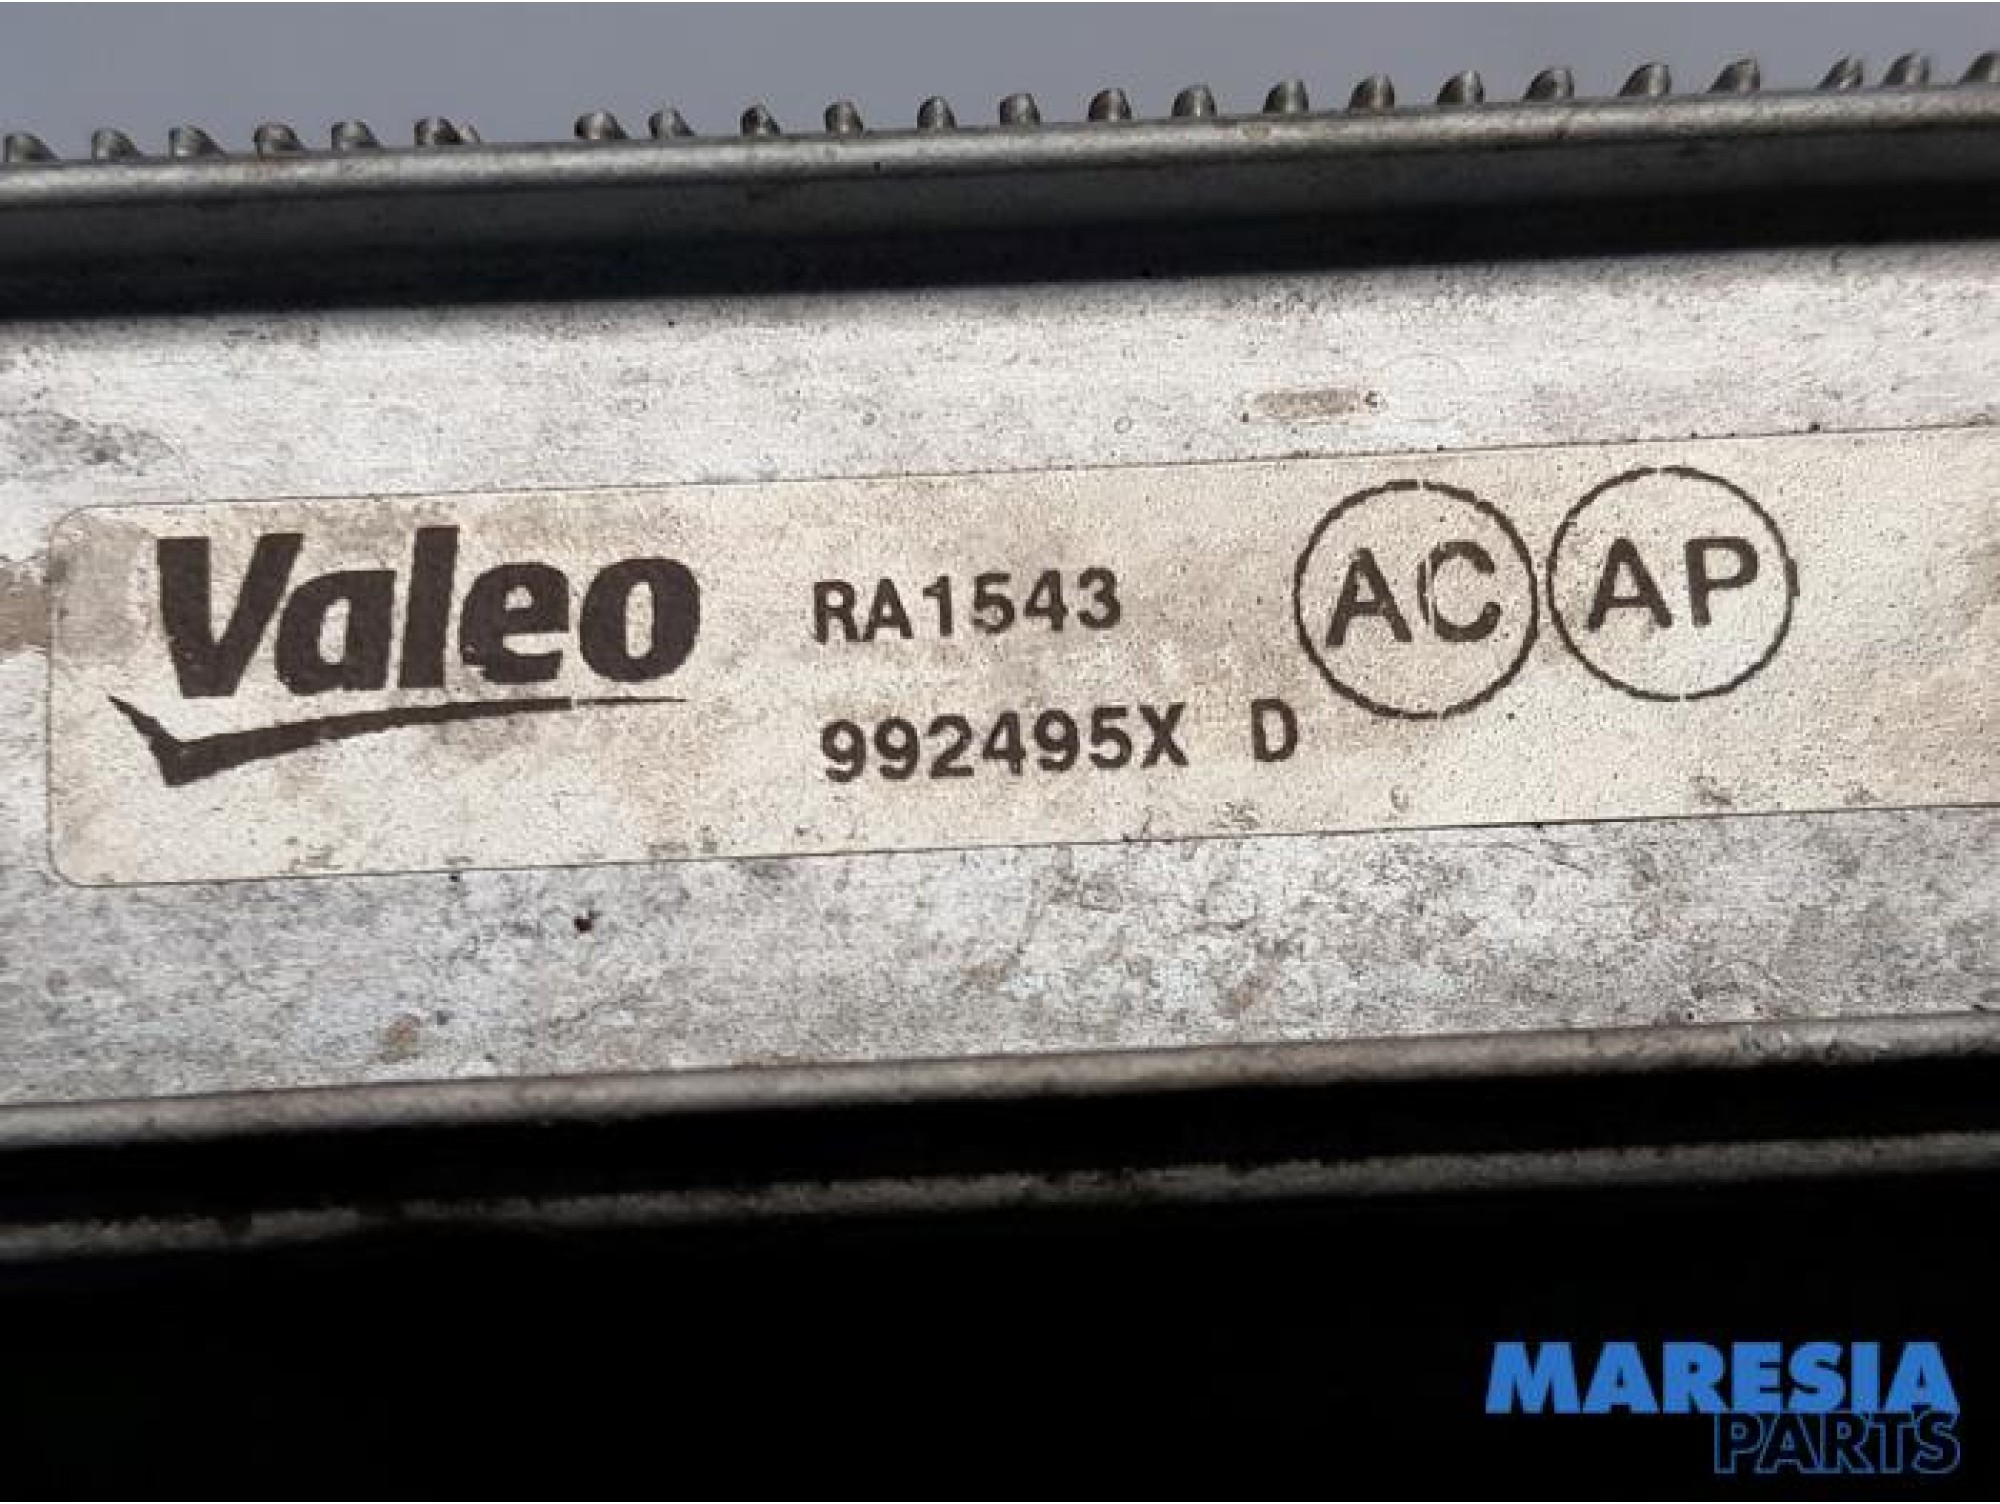 Valeo RA1543 AC AP
992495X D
MARESIA
PARTS